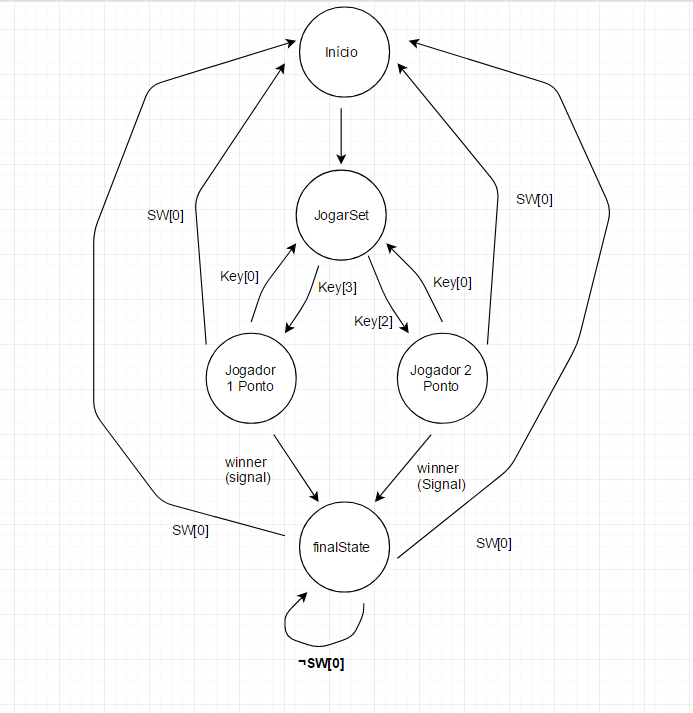 Início
SW[0]
SW[0]
JogarSet
Key[0]
Key[3]
Key[0]
Key[2]
Jogador
1 Ponto
Jogador 2
Ponto
winner
(signal)
winner
(Signal)
SW[0]
finalState
SW[0]
¬SW[0]